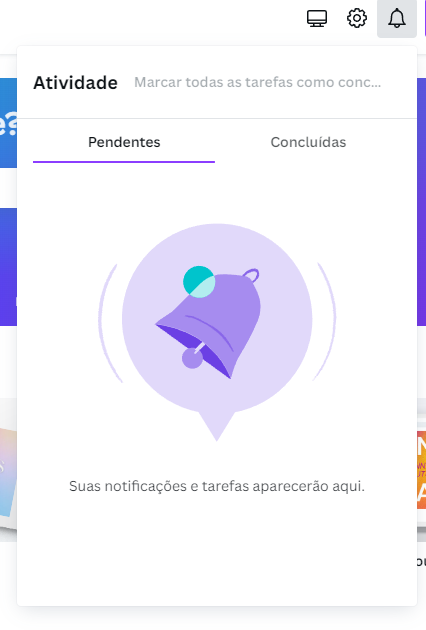 Atividade
Marcar todas as tarefas como conc...
Pendentes
Concluídas
Suas notificações e tarefas aparecerão aqui.